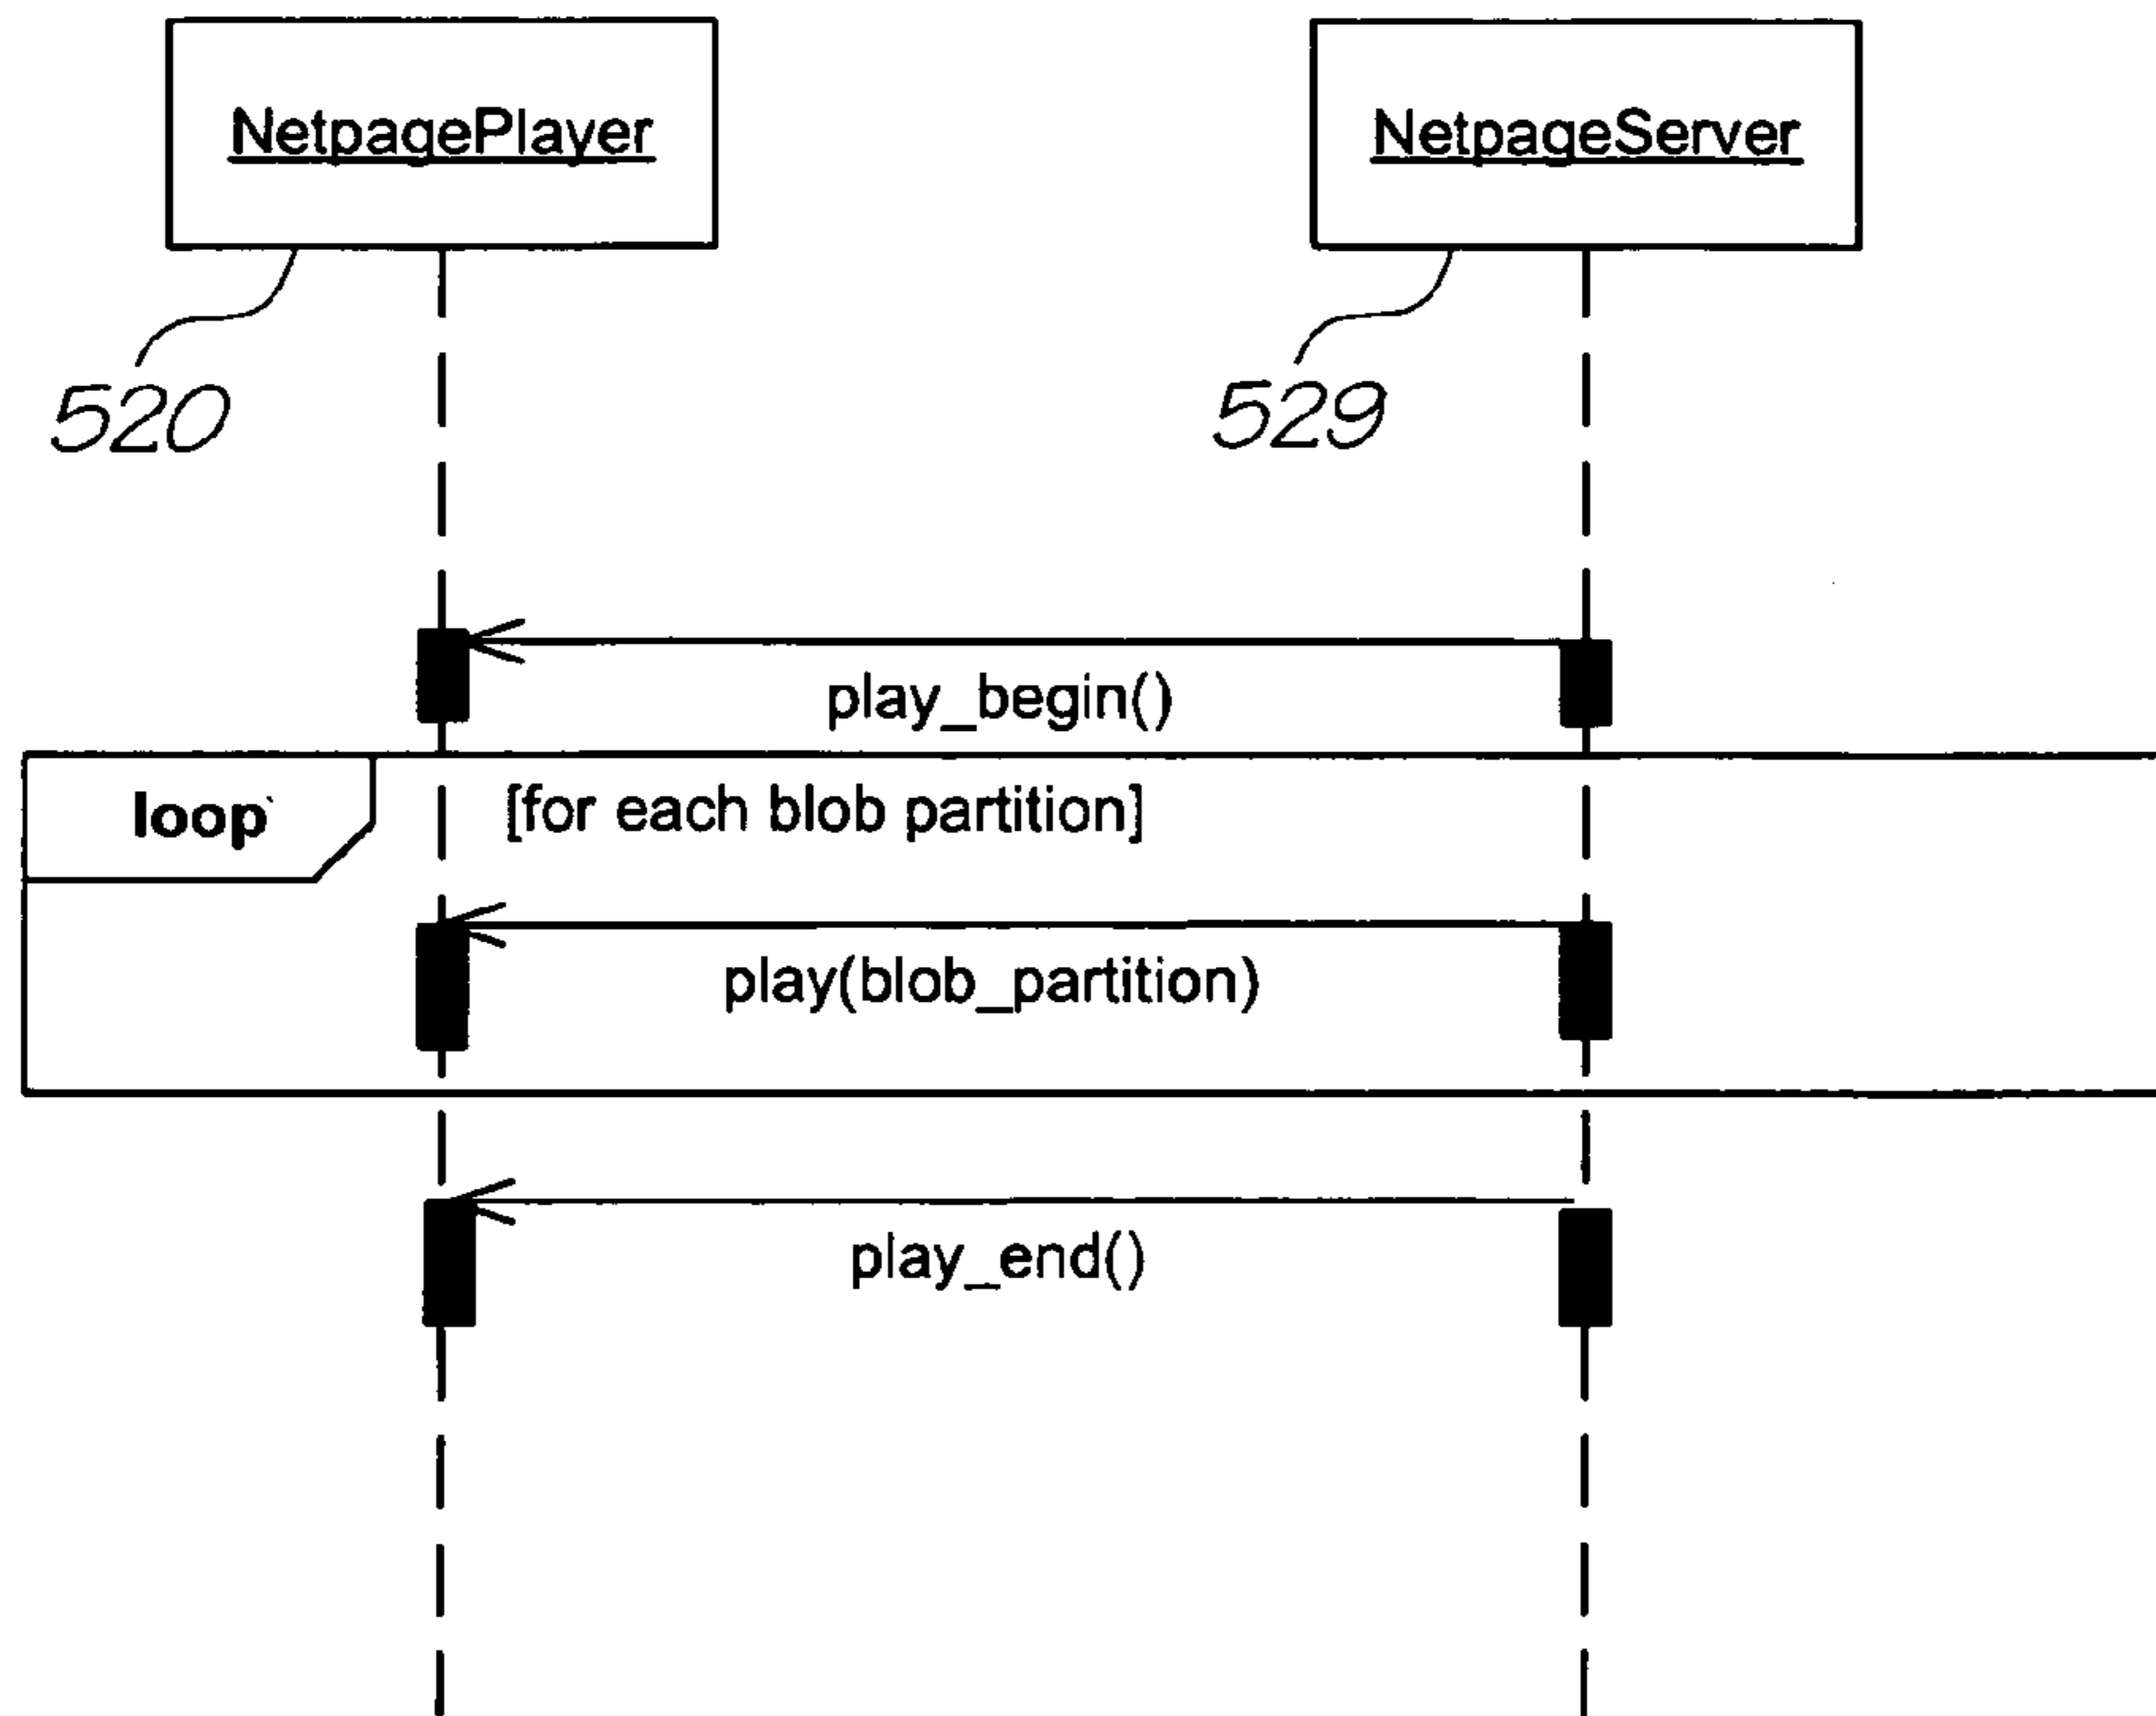 NetpagePlayer
NetpageServer
520
529
play_begin()
loop
[for each blob partition]
play(blob_partition)
play_end()